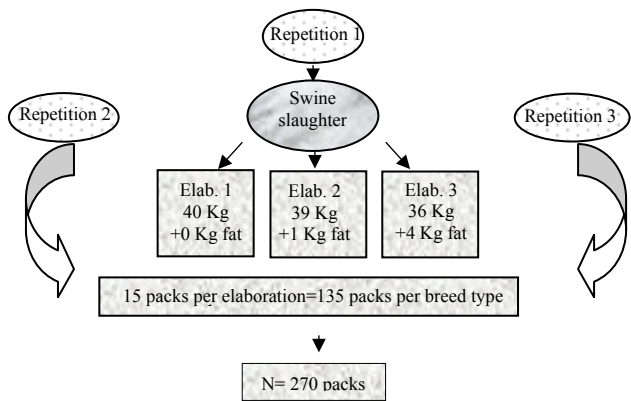 Repetition 1
Swine
slaughter
Repetition 2
Repetition 3
Elab. 1
40 Kg
+0 Kg fat
Elab. 2
39 Kg
+1 Kg fat
Elab. 3
36 Kg
+4 Kg fat
15 packs per elaboration=135 packs per breed type
N= 270 packs